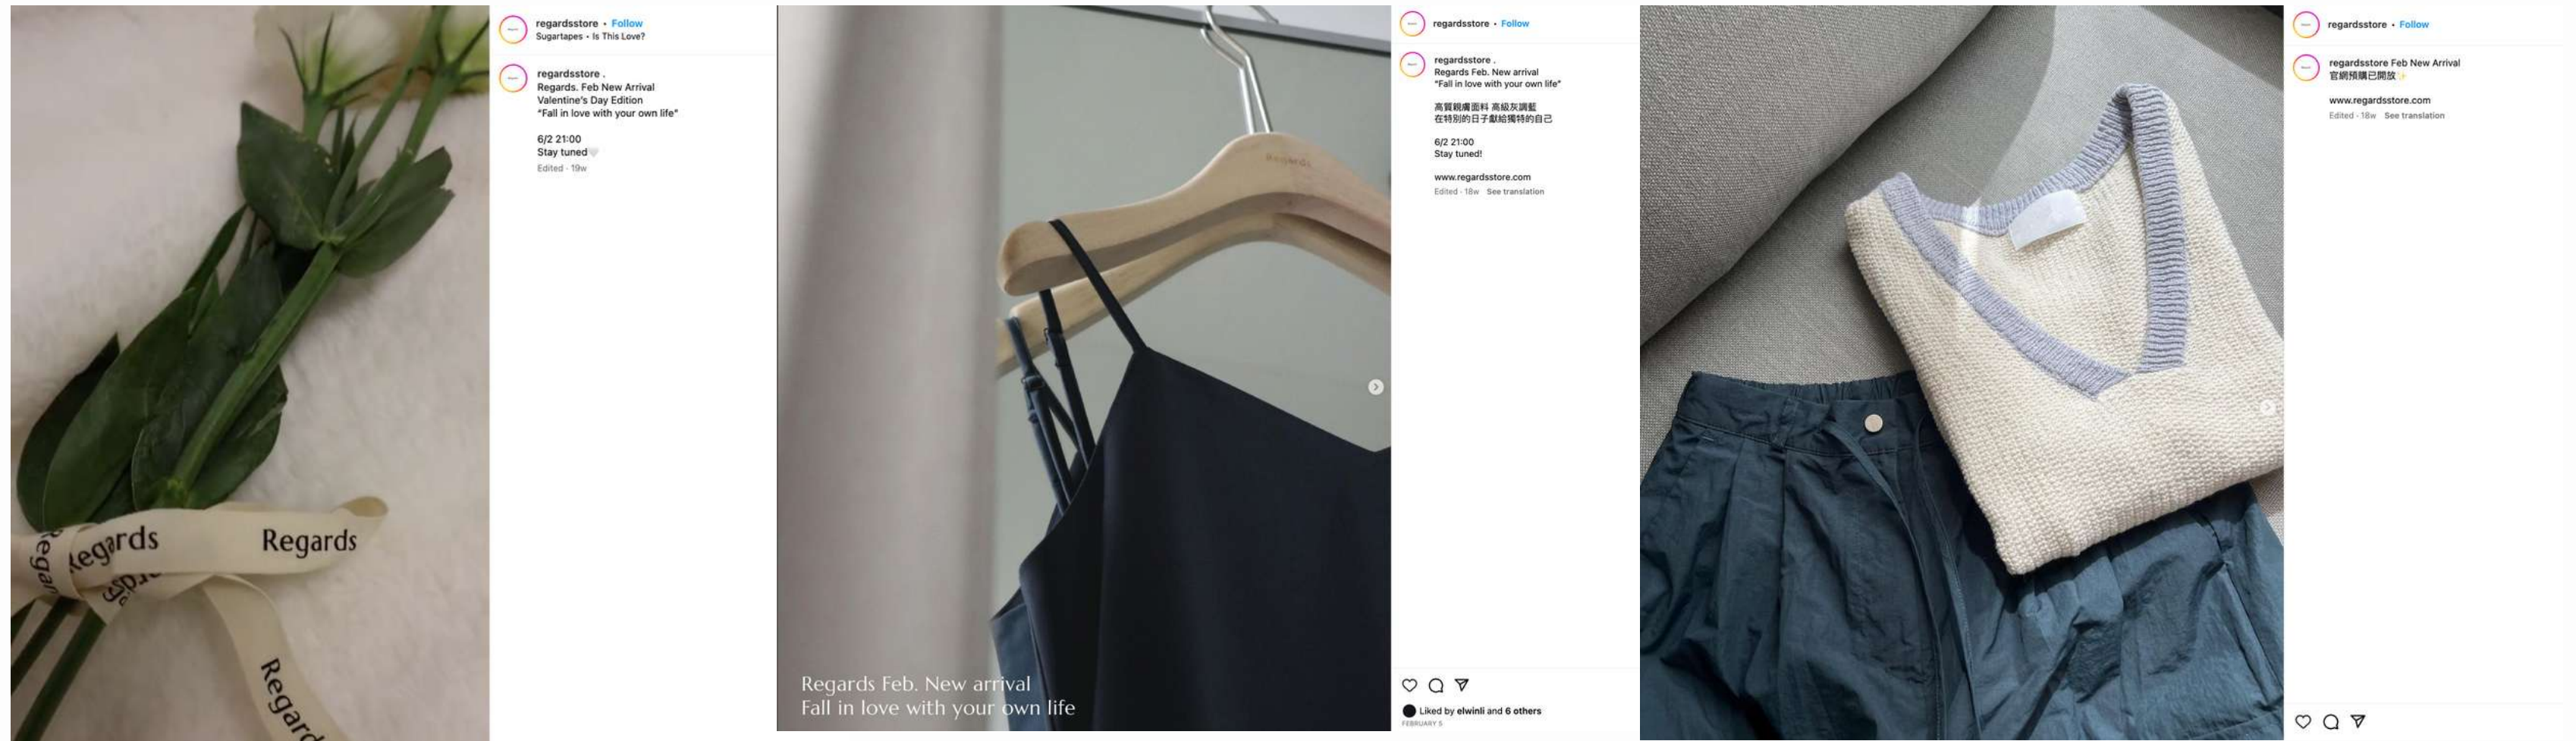 regardsstore • Follow
Sugartapes • Is This Love?
regardsstore .
Regards. Feb New Arrival
Valentine's Day Edition
"Fall in love with your own life"
6/2 21:00
Stay tuned🤍
Edited · 19w
Regards
Regards
Regards
regardsstore • Follow
regardsstore .
Regards Feb. New arrival
"Fall in love with your own life"
高質親膚面料 高級灰調藍
在特別的日子獻給獨特的自己
6/2 21:00
Stay tuned!
www.regardsstore.com
Edited · 18w See translation
Regards
Regards Feb. New arrival
Fall in love with your own life
Liked by elwinli and 6 others
FEBRUARY 5
regardsstore • Follow
regardsstore Feb New Arrival
官網預購已開放✨
www.regardsstore.com
Edited · 18w See translation